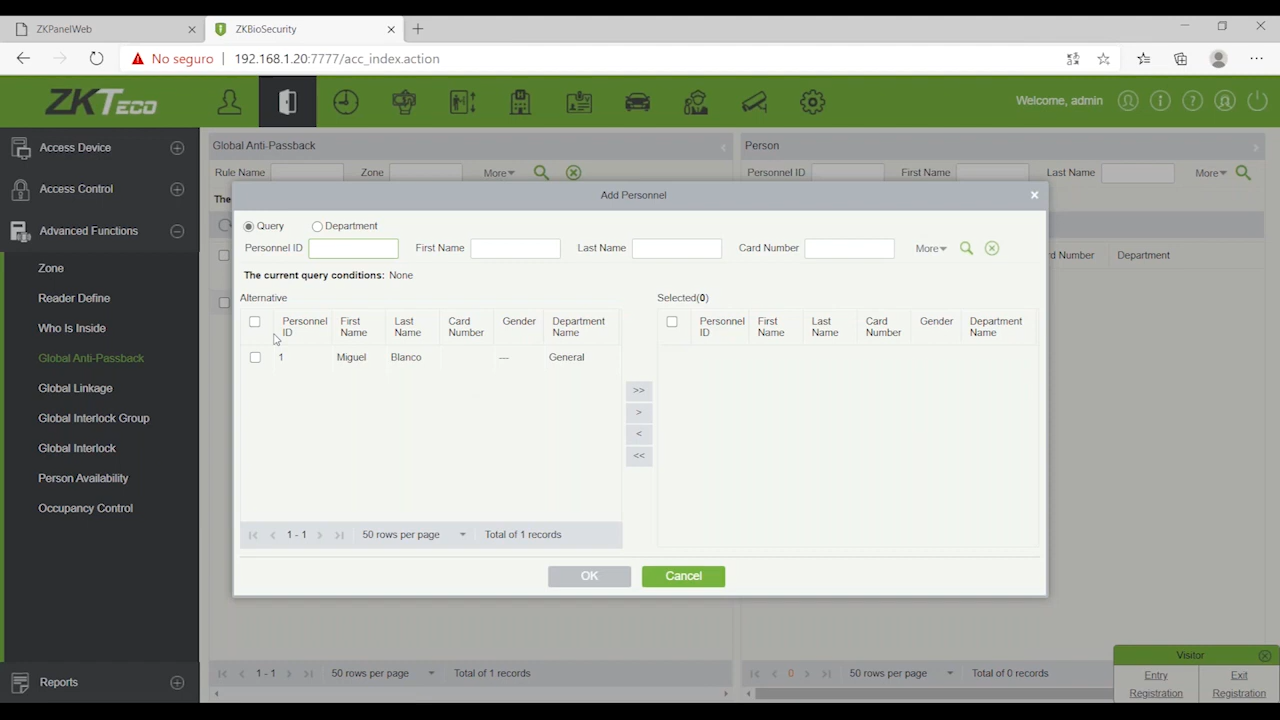 ZKPanelWeb
ZKBioSecurity
No seguro
192.168.1.20:7777/acc_index.action
ZKTECO
Welcome, admin
Access Device
Access Control
Advanced Functions
Zone
Reader Define
Who Is Inside
Global Anti-Passback
Global Linkage
Global Interlock Group
Global Interlock
Person Availability
Occupancy Control
Reports
Global Anti-Passback
Rule Name Zone More
The
Person
Personnel ID First Name Last Name More
rd Number Department
Add Personnel
Query Department
Personnel ID First Name Last Name Card Number More
The current query conditions: None
Alternative
Personnel ID First Name Last Name Card Number Gender Department Name
1 Miguel Blanco — General
1 - 1 50 rows per page Total of 1 records
>>
>
<
<<
Selected(0)
Personnel ID First Name Last Name Card Number Gender Department Name
OK Cancel
1 - 1 50 rows per page Total of 1 records
0 50 rows per page Total of 0 records
Visitor
Entry Registration
Exit Registration